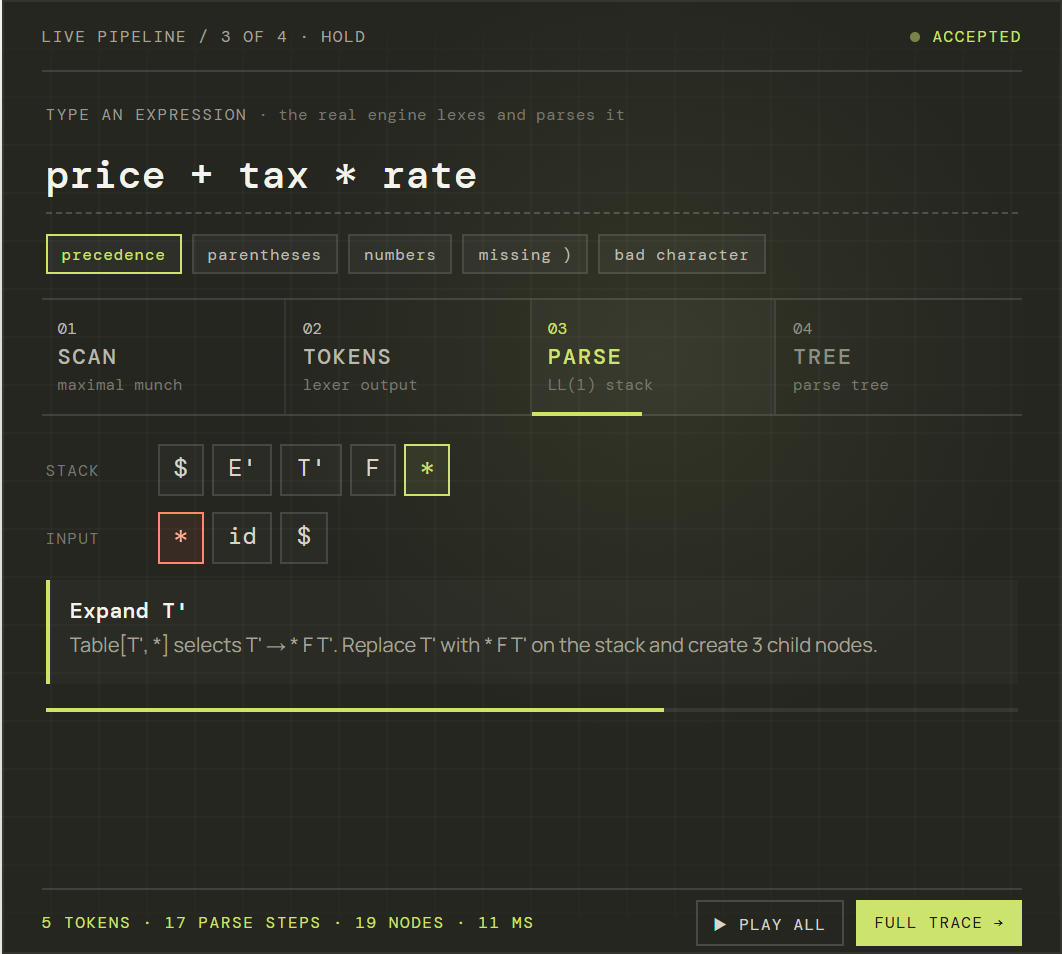 LIVE PIPELINE / 3 OF 4 · HOLD
ACCEPTED
TYPE AN EXPRESSION · the real engine lexes and parses it
price + tax * rate
precedence parentheses numbers missing ) bad character
01 02 03 04
SCAN TOKENS PARSE TREE
maximal munch lexer output LL(1) stack parse tree
STACK $ E' T' F *
INPUT * id $
Expand T'
Table[T', *] selects T' → * F T'. Replace T' with * F T' on the stack and create 3 child nodes.
5 TOKENS · 17 PARSE STEPS · 19 NODES · 11 MS
▶ PLAY ALL
FULL TRACE →